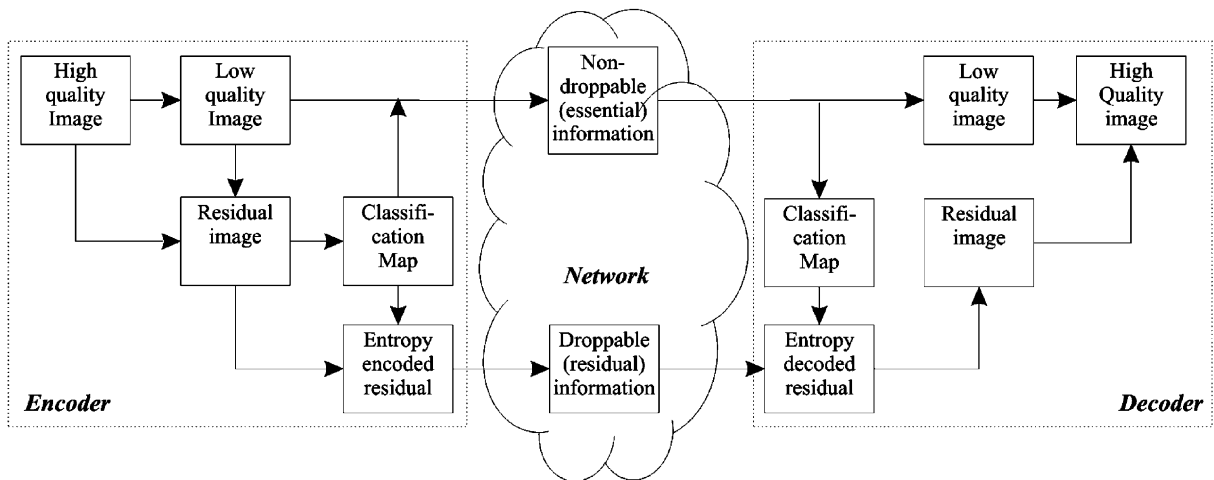 High
quality
Image
Low
quality
Image
Non-
droppable
(essential)
information
Low
quality
image
High
Quality
image
Residual
image
Classifi-
cation
Map
Network
Classifi-
cation
Map
Residual
image
Entropy
encoded
residual
Droppable
(residual)
information
Entropy
decoded
residual
Encoder
Decoder